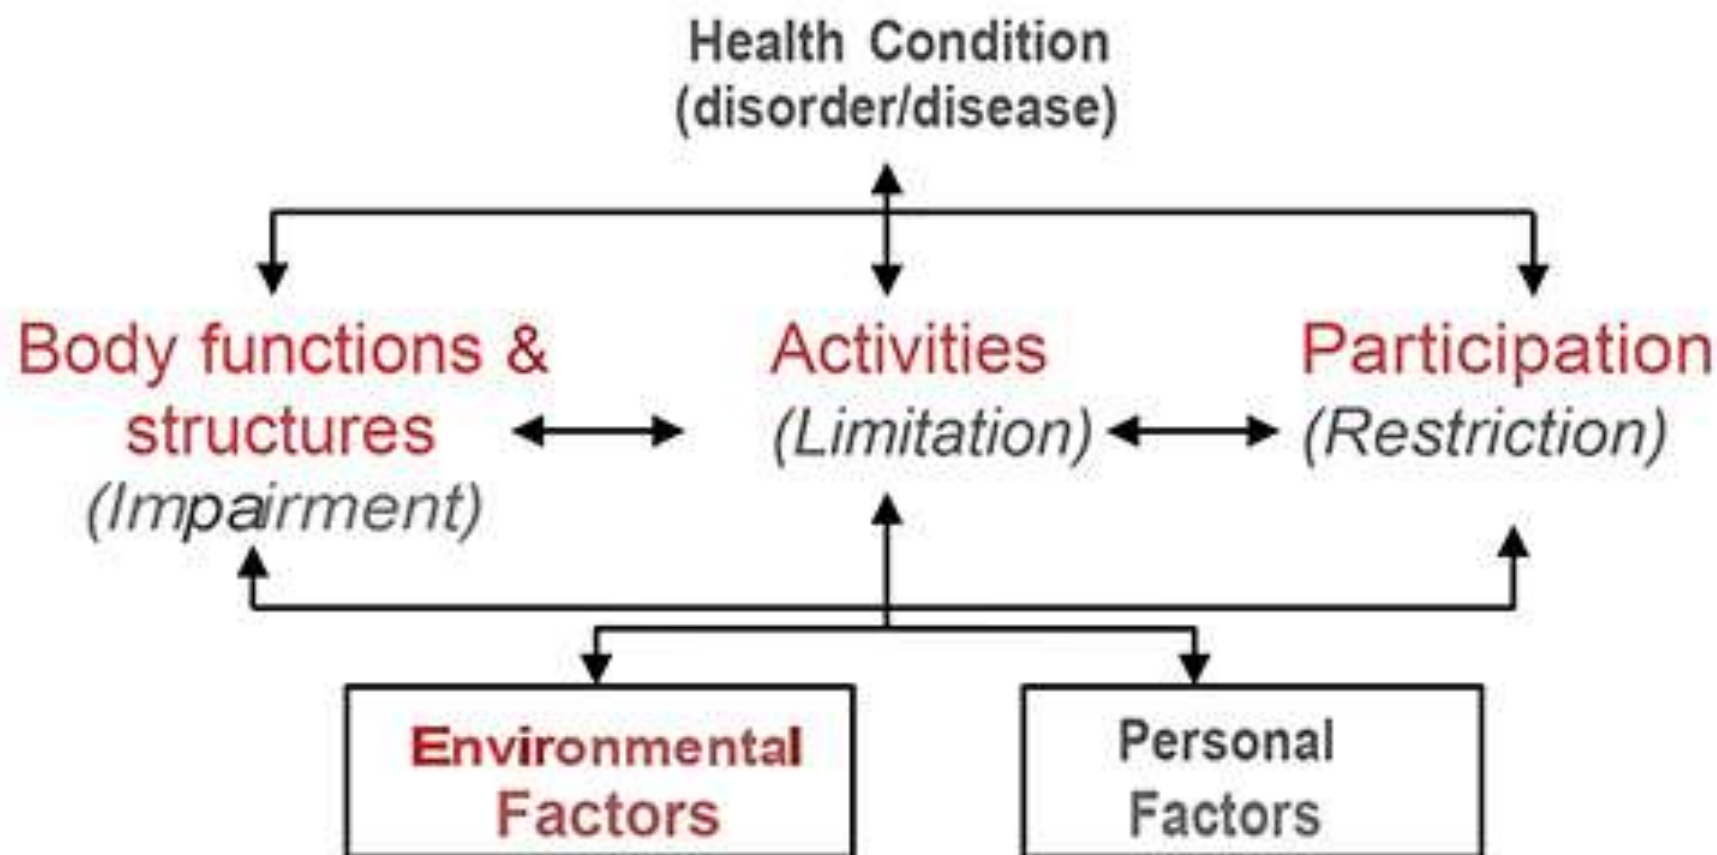 Health Condition
(disorder/disease)
Body functions &
structures
(Impairment)
Activities
(Limitation)
Participation
(Restriction)
Environmental
Factors
Personal
Factors